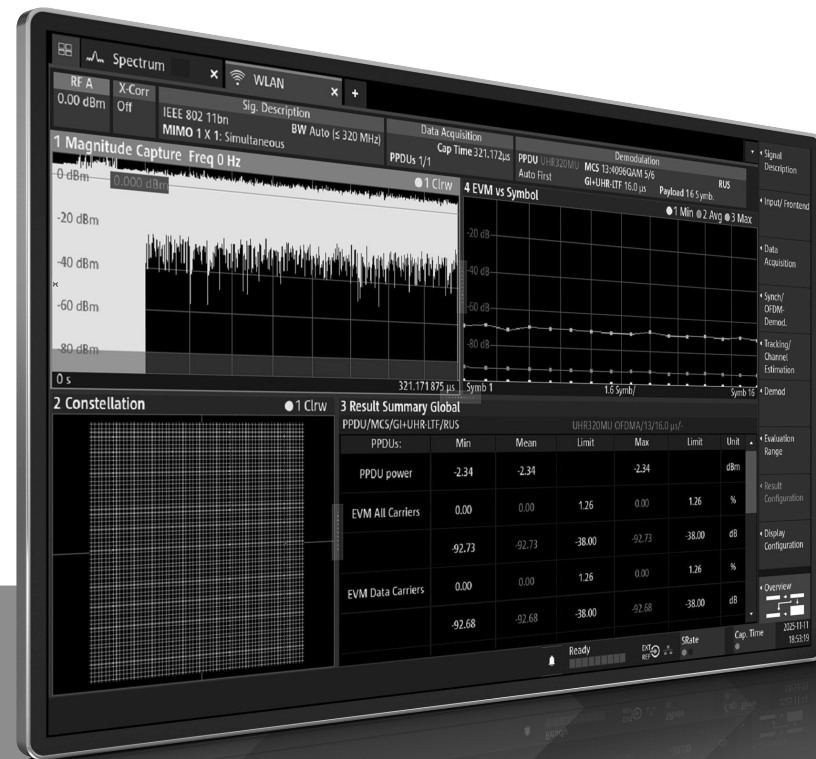 Spectrum × WLAN × +
RF A
0.00 dBm
X-Corr
Off
Sig. Description
IEEE 802 11bn
BW Auto (≤ 320 MHz)
MIMO 1 X 1: Simultaneous
Data Acquisition
Cap Time 321.172µs
PPDUs 1/1
Demodulation
PPDU UHR320MU MCS 13:4096QAM 5/6 RUS
Auto First GI+UHR-LTF 16.0 µs Payload 16 Symb.
1 Magnitude Capture Freq 0 Hz
1 Clrw
0 dBm
0.000 dBm
-20 dBm
-40 dBm
-60 dBm
-80 dBm
0 s
321.171 875 µs
4 EVM vs Symbol
1 Min 2 Avg 3 Max
-20 dB
-40 dB
-60 dB
-80 dB
Symb 1 1.6 Symb/ Symb 16
2 Constellation
1 Clrw
3 Result Summary Global
PPDU/MCS/GI+UHR-LTF/RUS UHR320MU OFDMA/13/16.0 µs/-
PPDUs: Min Mean Limit Max Limit Unit
PPDU power -2.34 -2.34 -2.34 dBm
EVM All Carriers 0.00 0.00 1.26 0.00 1.26 %
-92.73 -92.73 -38.00 -92.73 -38.00 dB
EVM Data Carriers 0.00 0.00 1.26 0.00 1.26 %
-92.68 -92.68 -38.00 -92.68 -38.00 dB
Signal
Description
Input/ Frontend
Data
Acquisition
Synch/
OFDM-
Demod.
Tracking/
Channel
Estimation
Demod
Evaluation
Range
Result
Configuration
Display
Configuration
Overview
Ready
EXT
REF
SRate
Cap. Time
2025-11-11
18:53:19